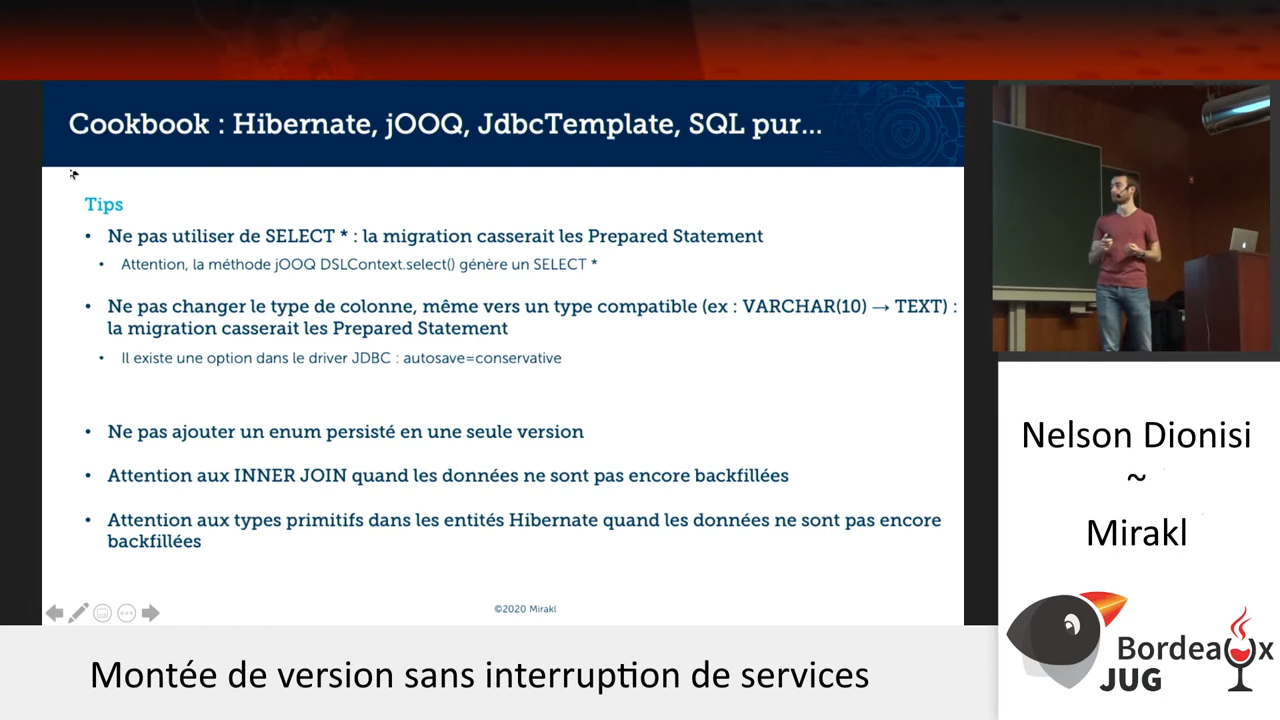 Cookbook : Hibernate, jOOQ, JdbcTemplate, SQL pur...
Tips
• Ne pas utiliser de SELECT * : la migration casserait les Prepared Statement
• Attention, la méthode jOOQ DSLContext.select() génère un SELECT *
• Ne pas changer le type de colonne, même vers un type compatible (ex : VARCHAR(10) → TEXT) :
la migration casserait les Prepared Statement
• Il existe une option dans le driver JDBC : autosave=conservative
• Ne pas ajouter un enum persisté en une seule version
• Attention aux INNER JOIN quand les données ne sont pas encore backfillées
• Attention aux types primitifs dans les entités Hibernate quand les données ne sont pas encore
backfillées
©2020 Mirakl
Nelson Dionisi
~
Mirakl
Bordeaux
JUG
Montée de version sans interruption de services